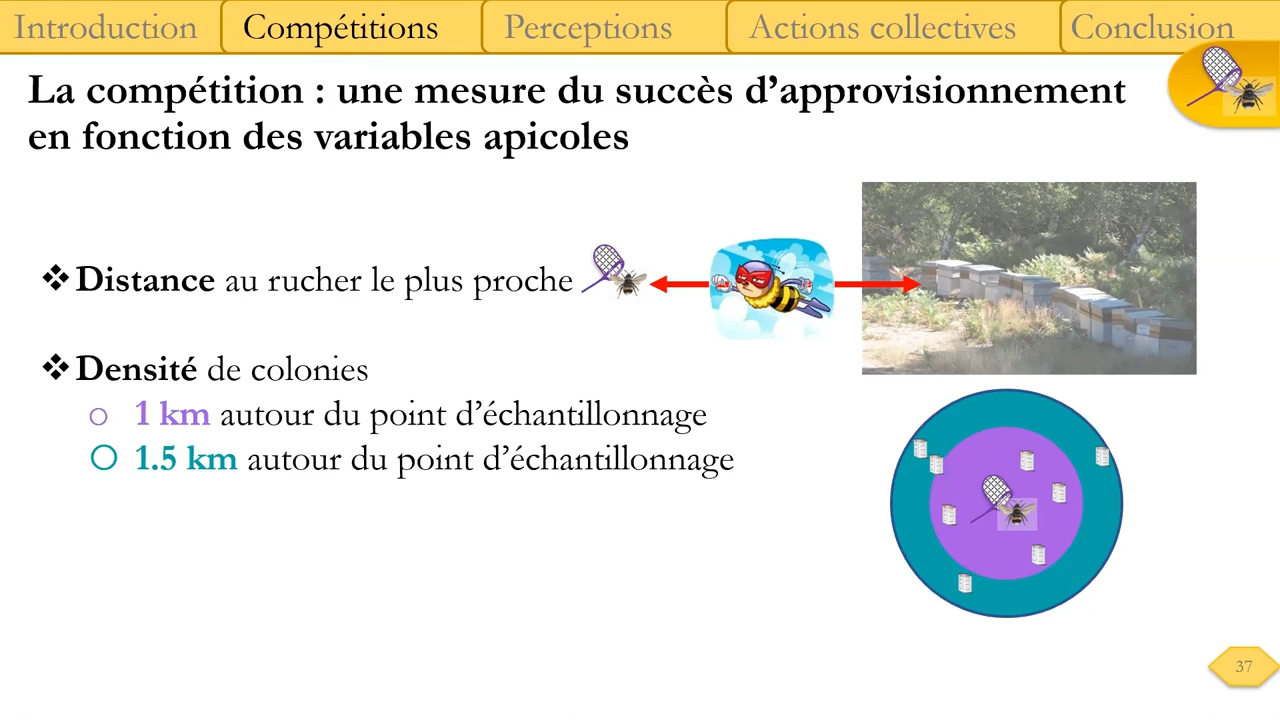 Introduction
Compétitions
Perceptions
Actions collectives
Conclusion
La compétition : une mesure du succès d’approvisionnement
en fonction des variables apicoles
❖Distance au rucher le plus proche
❖Densité de colonies
o 1 km autour du point d’échantillonnage
o 1.5 km autour du point d’échantillonnage
37